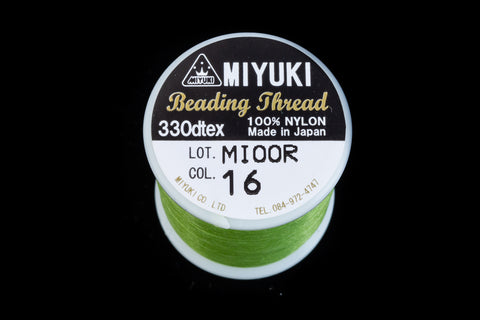 MIYUKI
MIYUKI
Beading Thread
330dtex
100% NYLON
Made in Japan
LOT. MIOOR
COL. 16
MIYUKI CO LTD
TEL. 084-972-4747